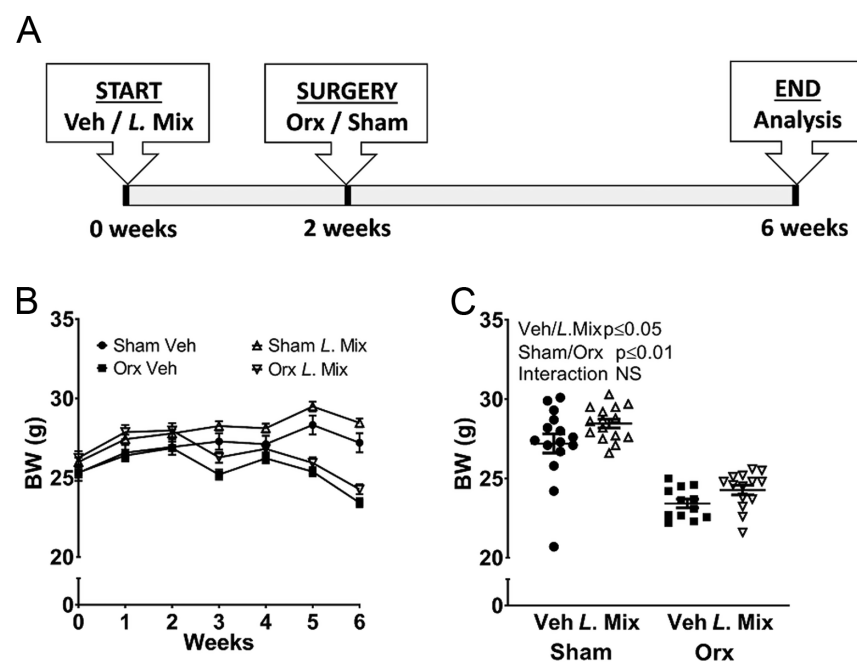 A
START
Veh / L. Mix
SURGERY
Orx / Sham
END
Analysis
0 weeks
2 weeks
6 weeks
B
35
30
25
20
0
BW (g)
Sham Veh
Orx Veh
Sham L. Mix
Orx L. Mix
0 1 2 3 4 5 6
Weeks
C
35
30
25
20
0
BW (g)
Veh/L.Mix p≤0.05
Sham/Orx p≤0.01
Interaction NS
Veh L. Mix Veh L. Mix
Sham Orx